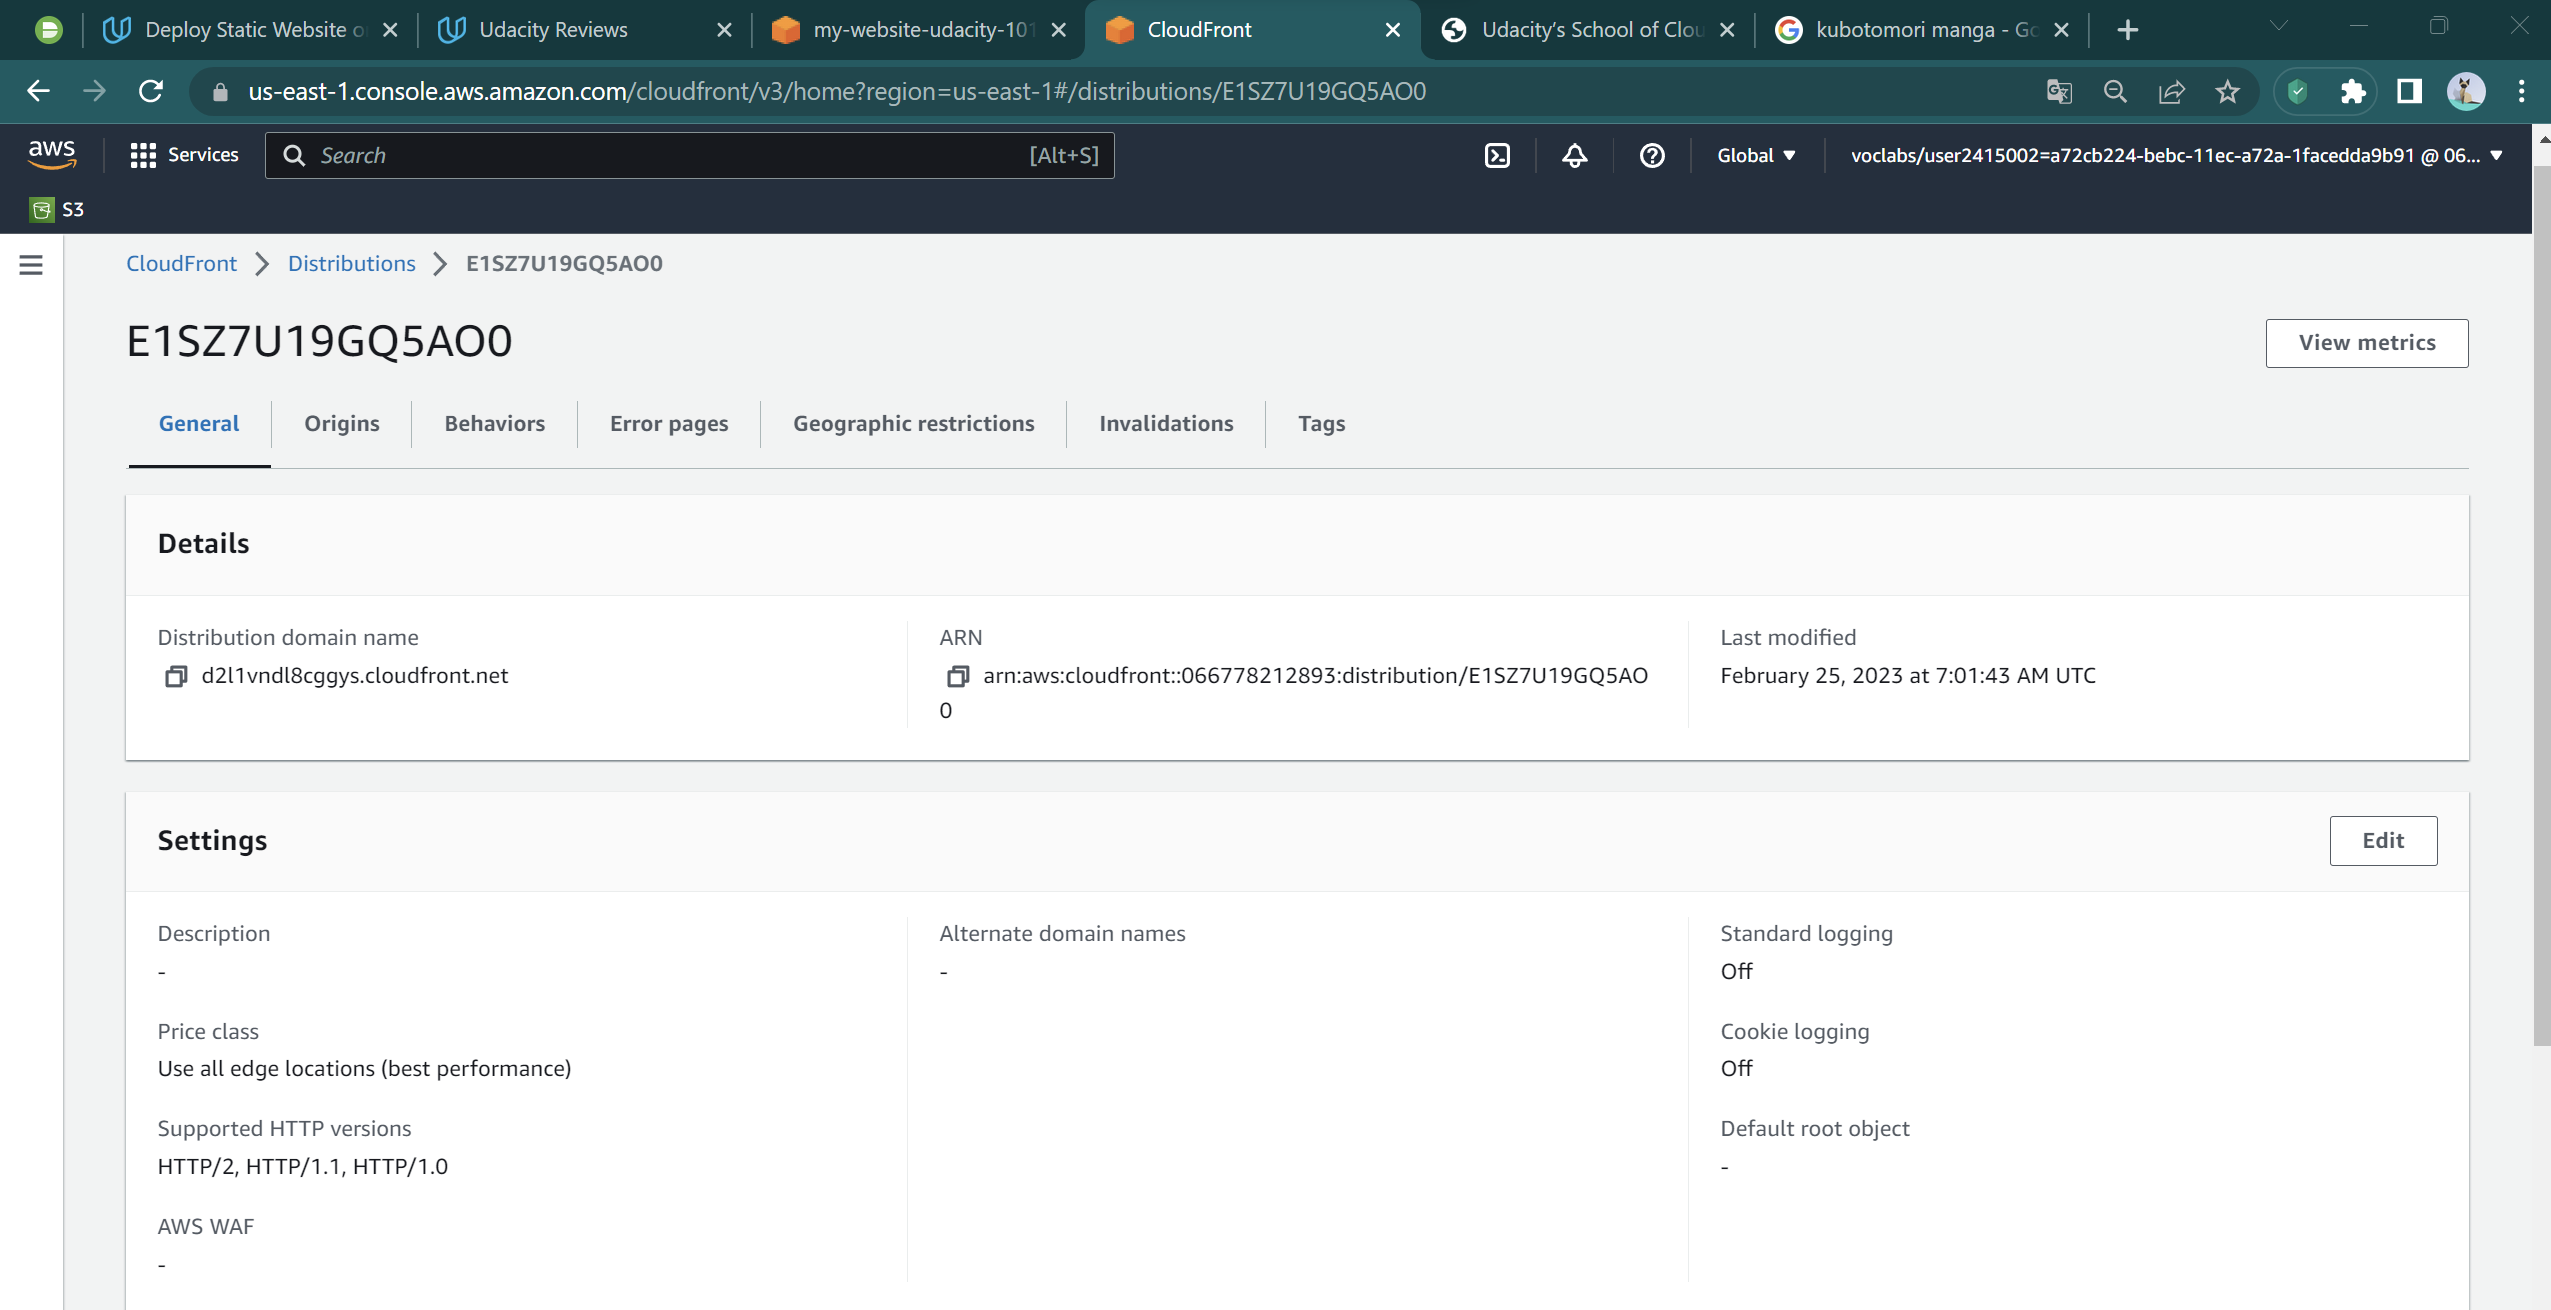 Deploy Static Website o
Udacity Reviews
my-website-udacity-101
CloudFront
Udacity's School of Clou
kubotomori manga - Go
us-east-1.console.aws.amazon.com/cloudfront/v3/home?region=us-east-1#/distributions/E1SZ7U19GQ5AO0
aws
Services
Search
[Alt+S]
Global
voclabs/user2415002=a72cb224-bebc-11ec-a72a-1facedda9b91 @ 06...
S3
CloudFront
Distributions
E1SZ7U19GQ5AO0
E1SZ7U19GQ5AO0
View metrics
General
Origins
Behaviors
Error pages
Geographic restrictions
Invalidations
Tags
Details
Distribution domain name
d2l1vndl8cggys.cloudfront.net
ARN
arn:aws:cloudfront::066778212893:distribution/E1SZ7U19GQ5AO
0
Last modified
February 25, 2023 at 7:01:43 AM UTC
Settings
Edit
Description
-
Price class
Use all edge locations (best performance)
Supported HTTP versions
HTTP/2, HTTP/1.1, HTTP/1.0
AWS WAF
-
Alternate domain names
-
Standard logging
Off
Cookie logging
Off
Default root object
-